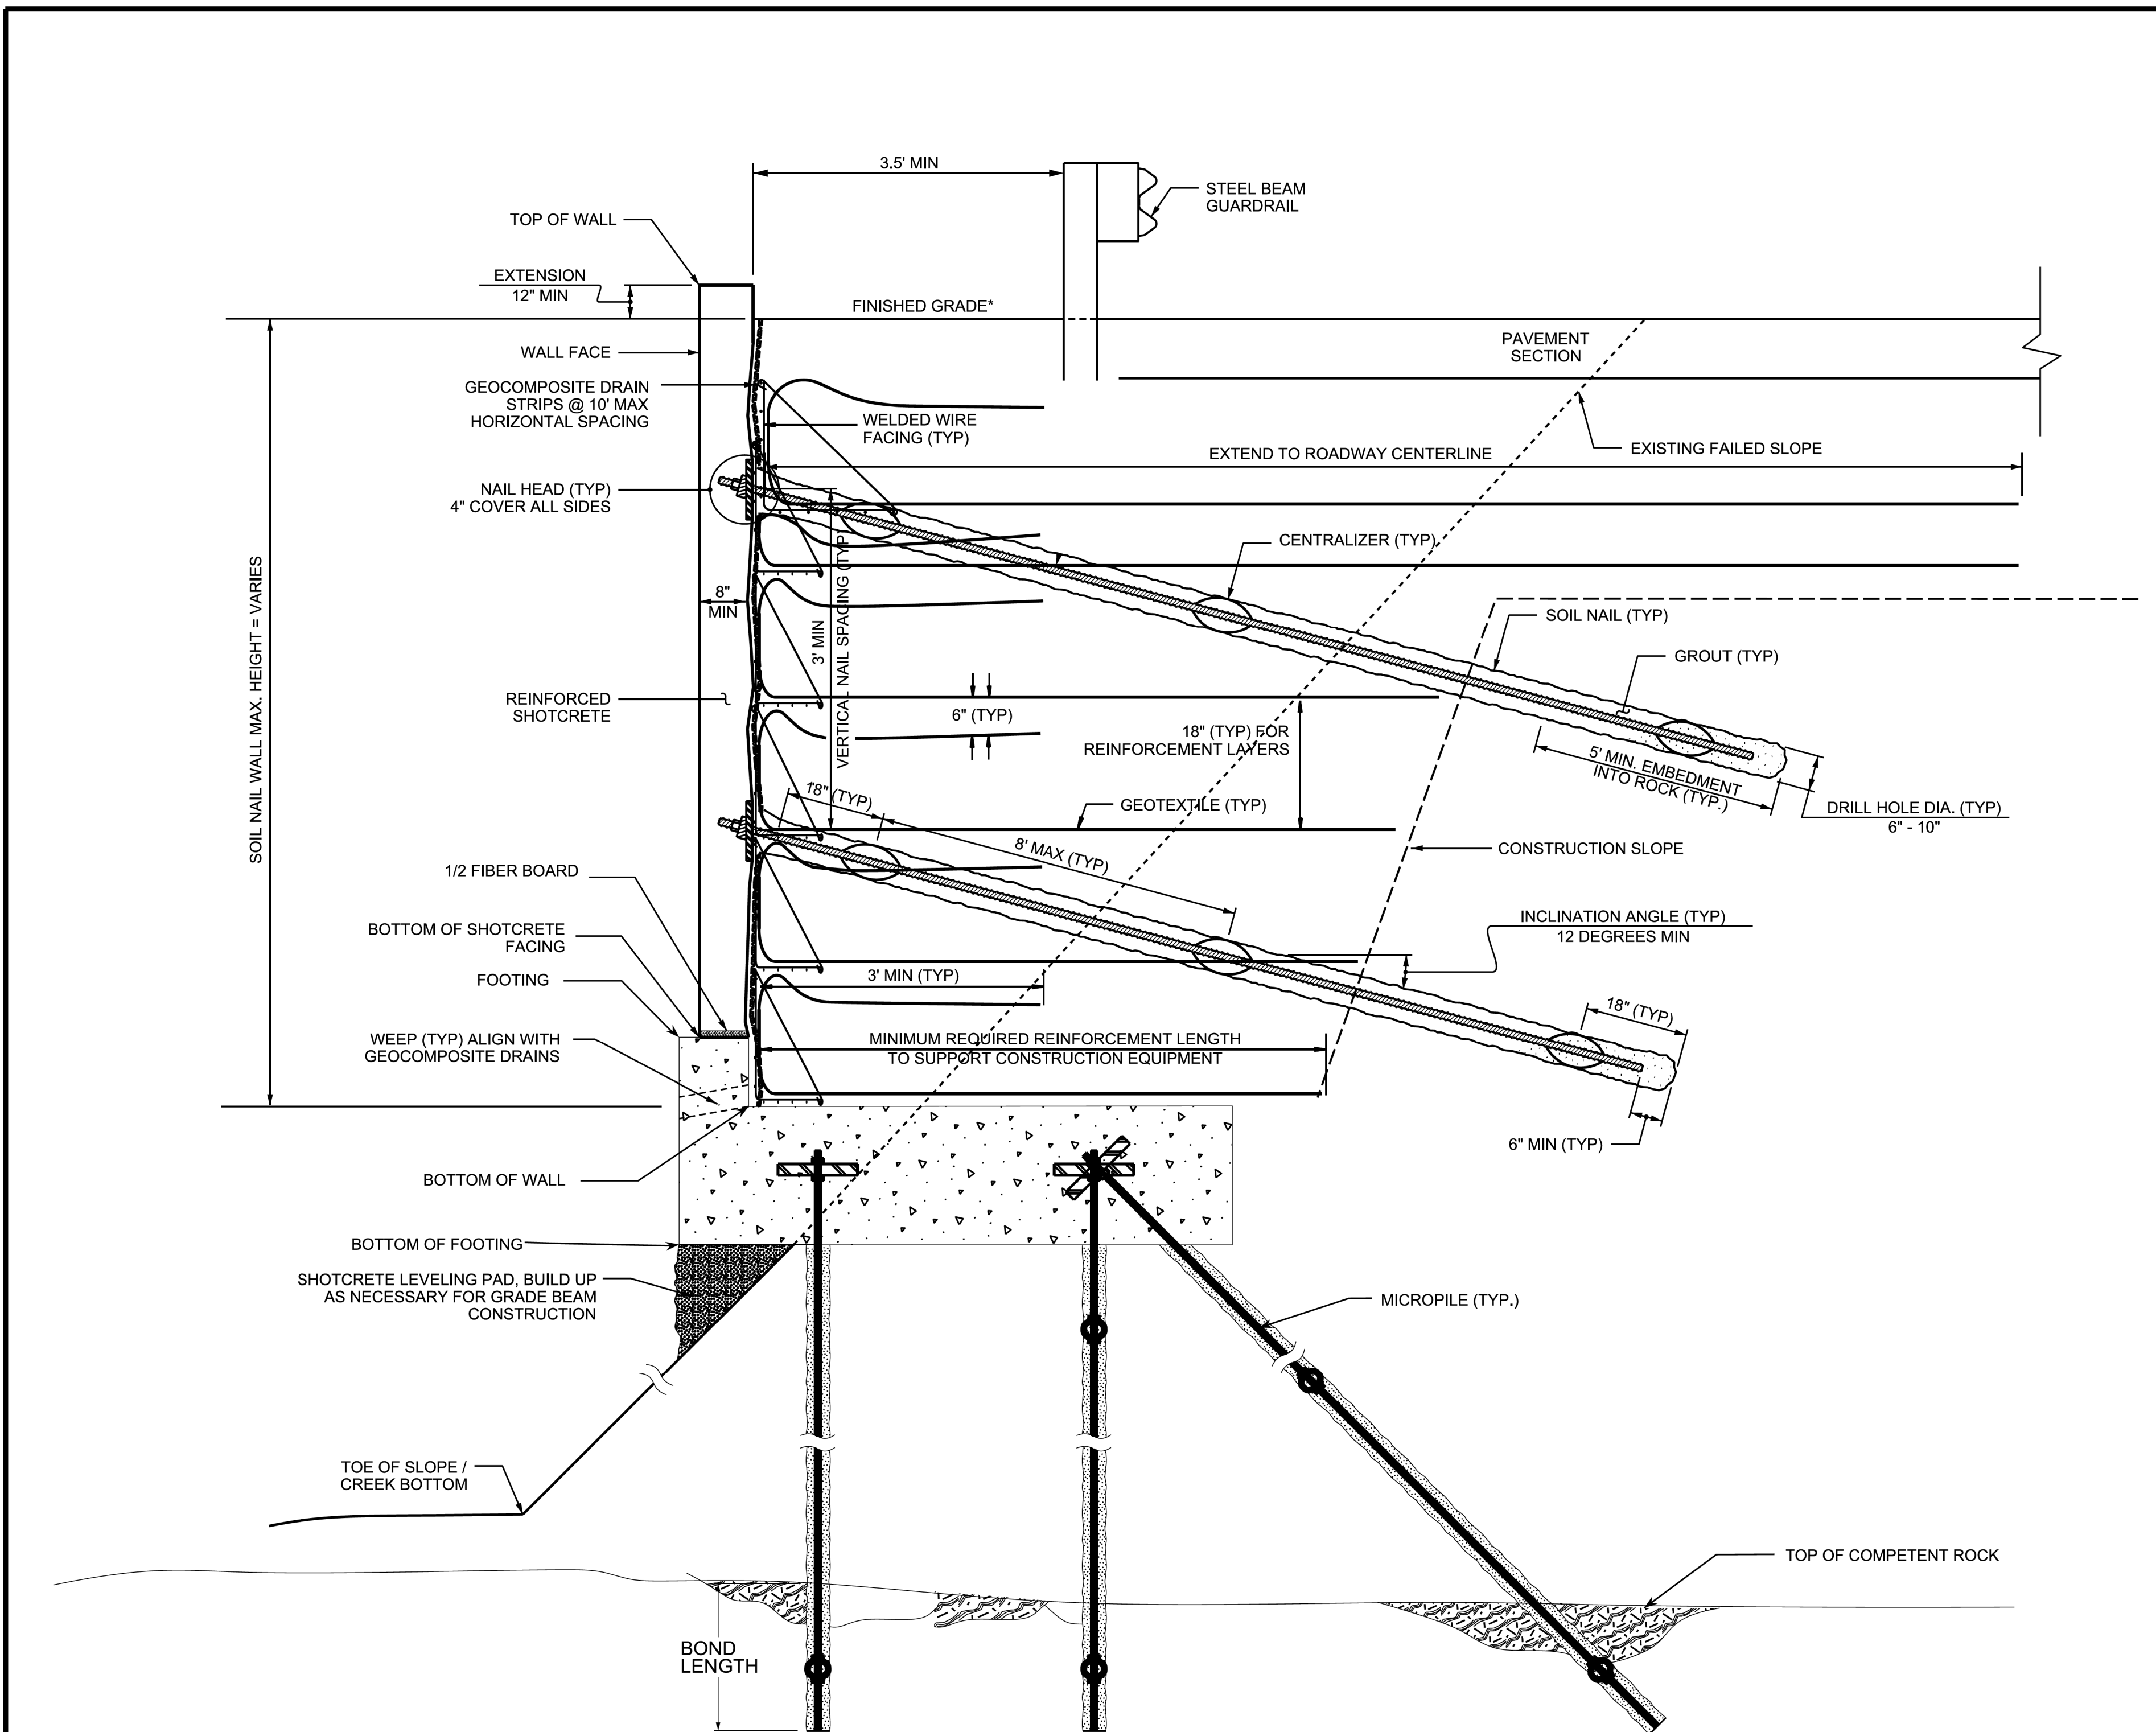 3.5' MIN
STEEL BEAM
GUARDRAIL
TOP OF WALL
EXTENSION
12" MIN
FINISHED GRADE*
WALL FACE
PAVEMENT
SECTION
GEOCOMPOSITE DRAIN
STRIPS @ 10' MAX
HORIZONTAL SPACING
WELDED WIRE
FACING (TYP)
EXISTING FAILED SLOPE
EXTEND TO ROADWAY CENTERLINE
NAIL HEAD (TYP)
4" COVER ALL SIDES
CENTRALIZER (TYP)
SOIL NAIL WALL MAX. HEIGHT = VARIES
8"
MIN
3' MIN
VERTICAL NAIL SPACING (TYP)
SOIL NAIL (TYP)
GROUT (TYP)
REINFORCED
SHOTCRETE
6" (TYP)
18" (TYP) FOR
REINFORCEMENT LAYERS
5' MIN. EMBEDMENT
INTO ROCK (TYP.)
DRILL HOLE DIA. (TYP)
6" - 10"
18" (TYP)
GEOTEXTILE (TYP)
8' MAX (TYP)
CONSTRUCTION SLOPE
1/2 FIBER BOARD
INCLINATION ANGLE (TYP)
12 DEGREES MIN
BOTTOM OF SHOTCRETE
FACING
FOOTING
3' MIN (TYP)
18" (TYP)
WEEP (TYP) ALIGN WITH
GEOCOMPOSITE DRAINS
MINIMUM REQUIRED REINFORCEMENT LENGTH
TO SUPPORT CONSTRUCTION EQUIPMENT
6" MIN (TYP)
BOTTOM OF WALL
BOTTOM OF FOOTING
SHOTCRETE LEVELING PAD, BUILD UP
AS NECESSARY FOR GRADE BEAM
CONSTRUCTION
MICROPILE (TYP.)
TOE OF SLOPE /
CREEK BOTTOM
TOP OF COMPETENT ROCK
BOND
LENGTH